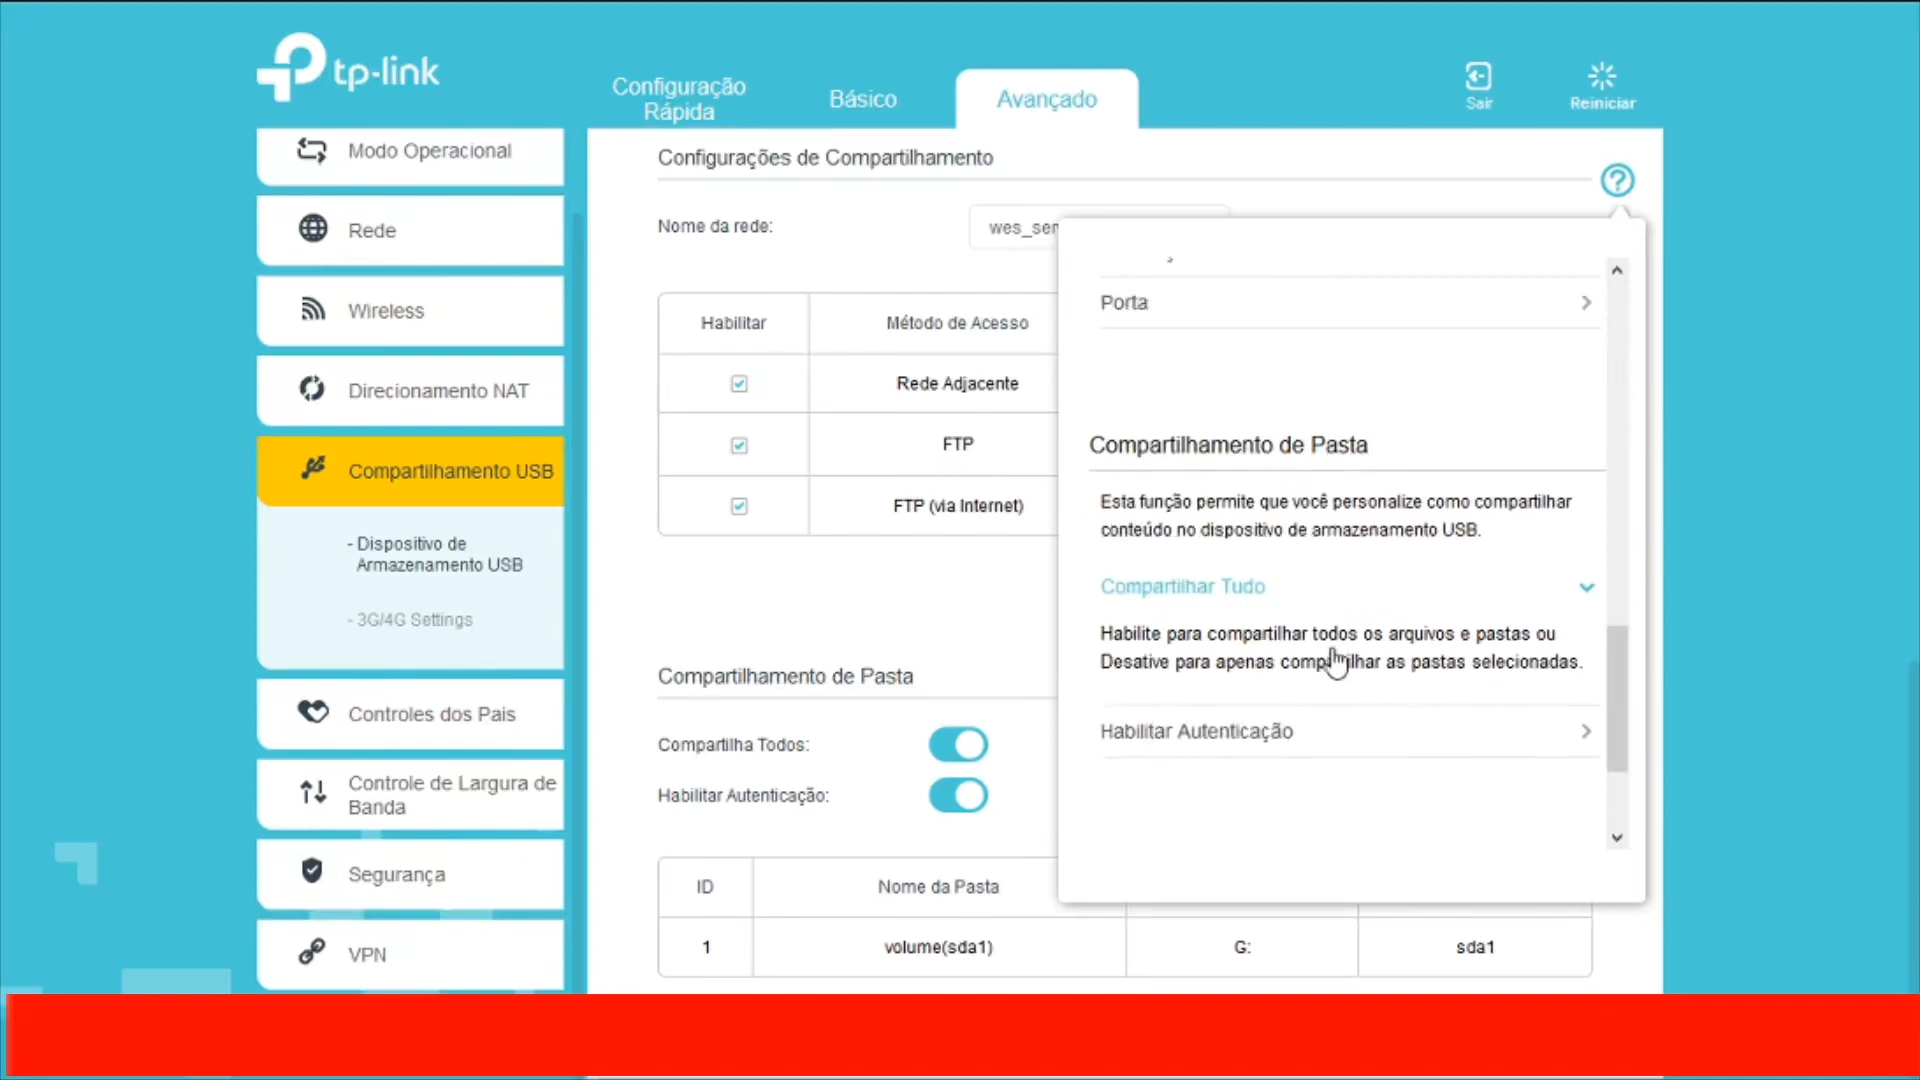 tp-link
Configuração
Rápida
Básico
Avançado
Sair
Reiniciar
Modo Operacional
Rede
Wireless
Direcionamento NAT
Compartilhamento USB
- Dispositivo de
Armazenamento USB
- 3G/4G Settings
Controles dos Pais
Controle de Largura de
Banda
Segurança
VPN
Configurações de Compartilhamento
Nome da rede:
Habilitar
Método de Acesso
Rede Adjacente
FTP
FTP (via Internet)
Compartilhamento de Pasta
Compartilha Todos:
Habilitar Autenticação:
ID
Nome da Pasta
1
volume(sda1)
G:
sda1
?
Porta
Compartilhamento de Pasta
Esta função permite que você personalize como compartilhar
conteúdo no dispositivo de armazenamento USB.
Compartilhar Tudo
Habilite para compartilhar todos os arquivos e pastas ou
Desative para apenas compartilhar as pastas selecionadas.
Habilitar Autenticação